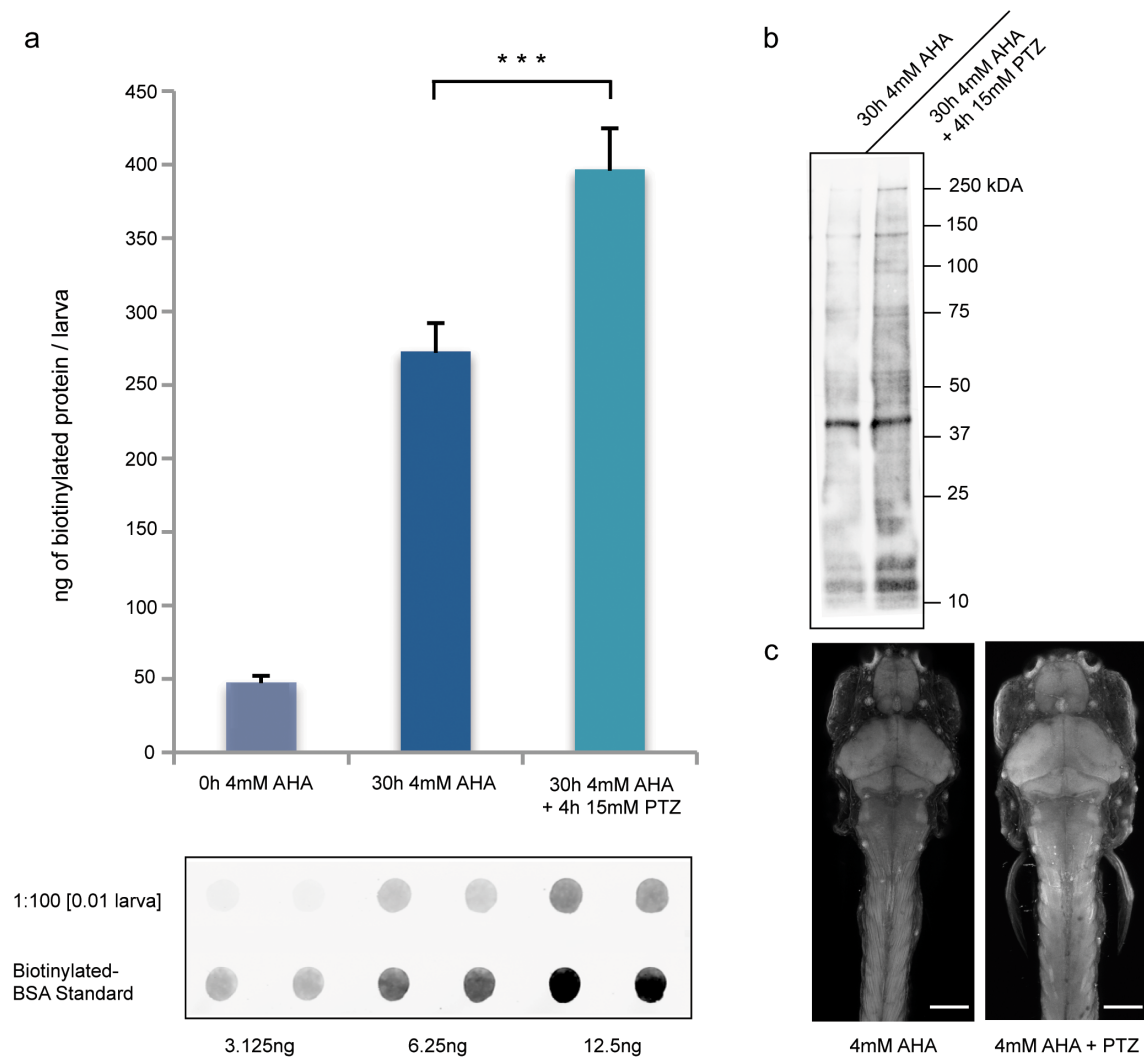 a
* * *
ng of biotinylated protein / larva
450
400
350
300
250
200
150
100
50
0
0h 4mM AHA
30h 4mM AHA
30h 4mM AHA
+ 4h 15mM PTZ
1:100 [0.01 larva]
Biotinylated-
BSA Standard
3.125ng
6.25ng
12.5ng
b
30h 4mM AHA
30h 4mM AHA
+ 4h 15mM PTZ
250 kDA
150
100
75
50
37
25
10
c
4mM AHA
4mM AHA + PTZ